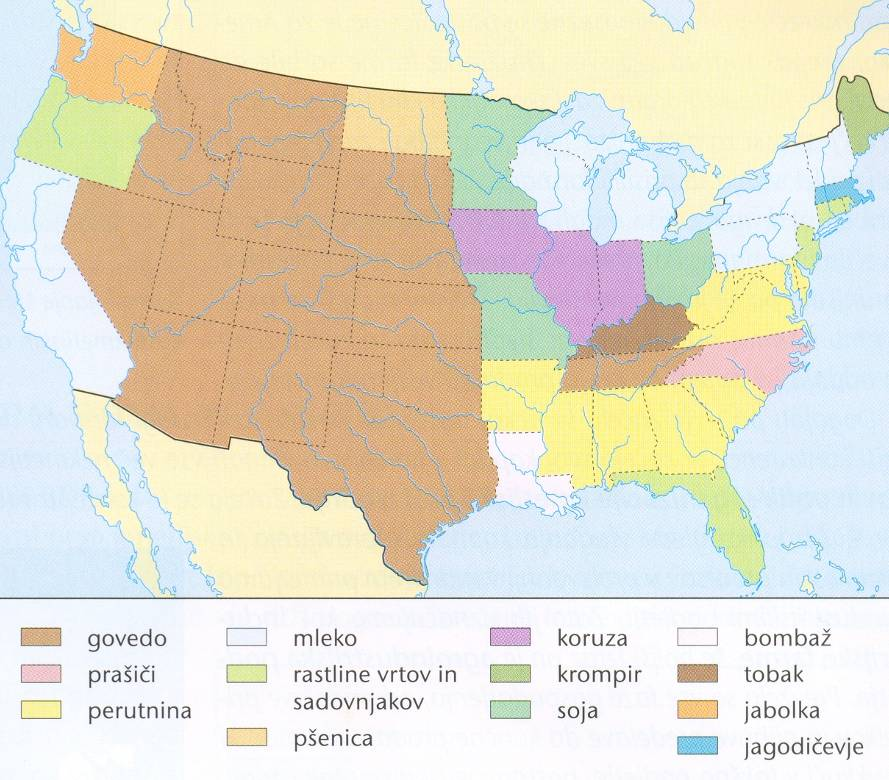 govedo
prašiči
perutnina
mleko
rastline vrtov in
sadovnjakov
pšenica
koruza
krompir
soja
bombaž
tobak
jabolka
jagodičevje